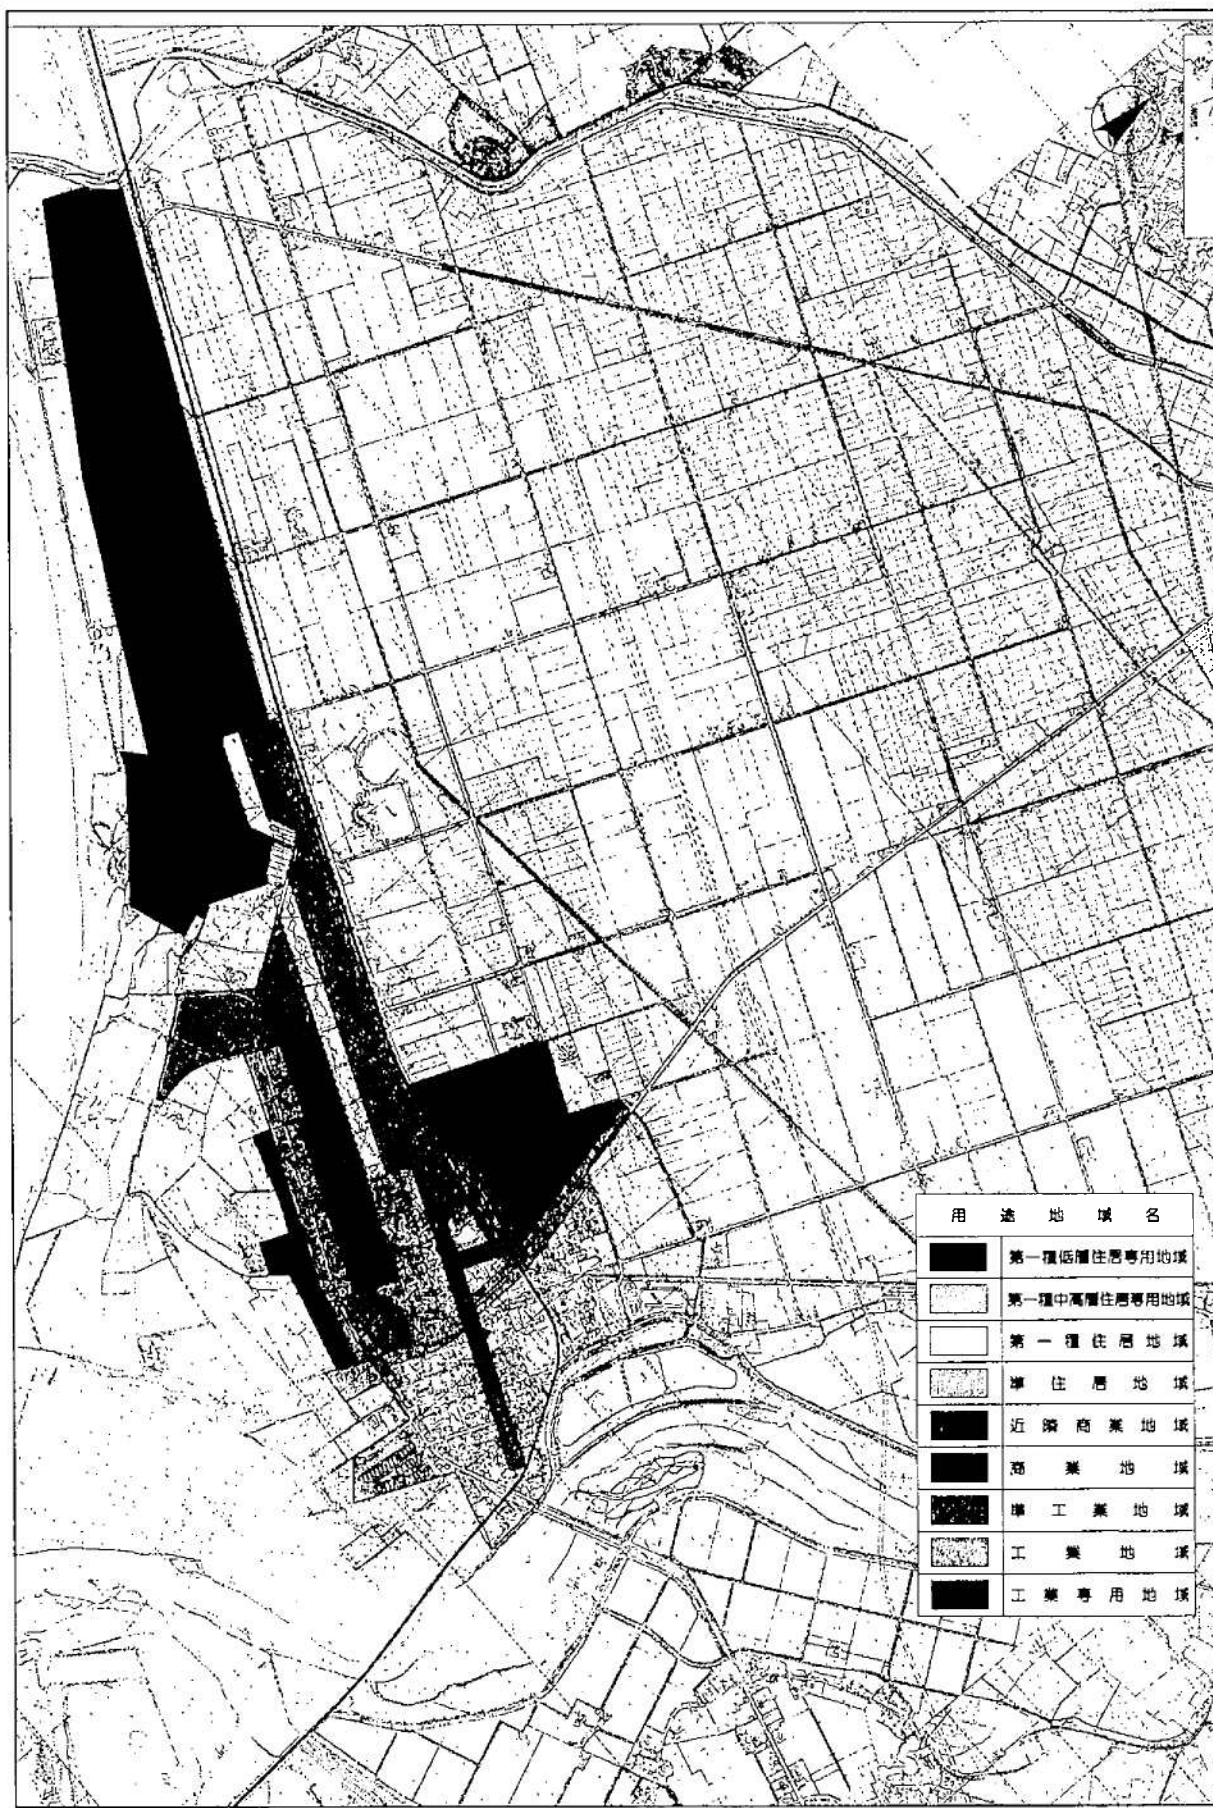 用途地域名
第一種低層住居専用地域
第一種中高層住居専用地域
第一種住居地域
準住居地域
近隣商業地域
商業地域
準工業地域
工業地域
工業専用地域